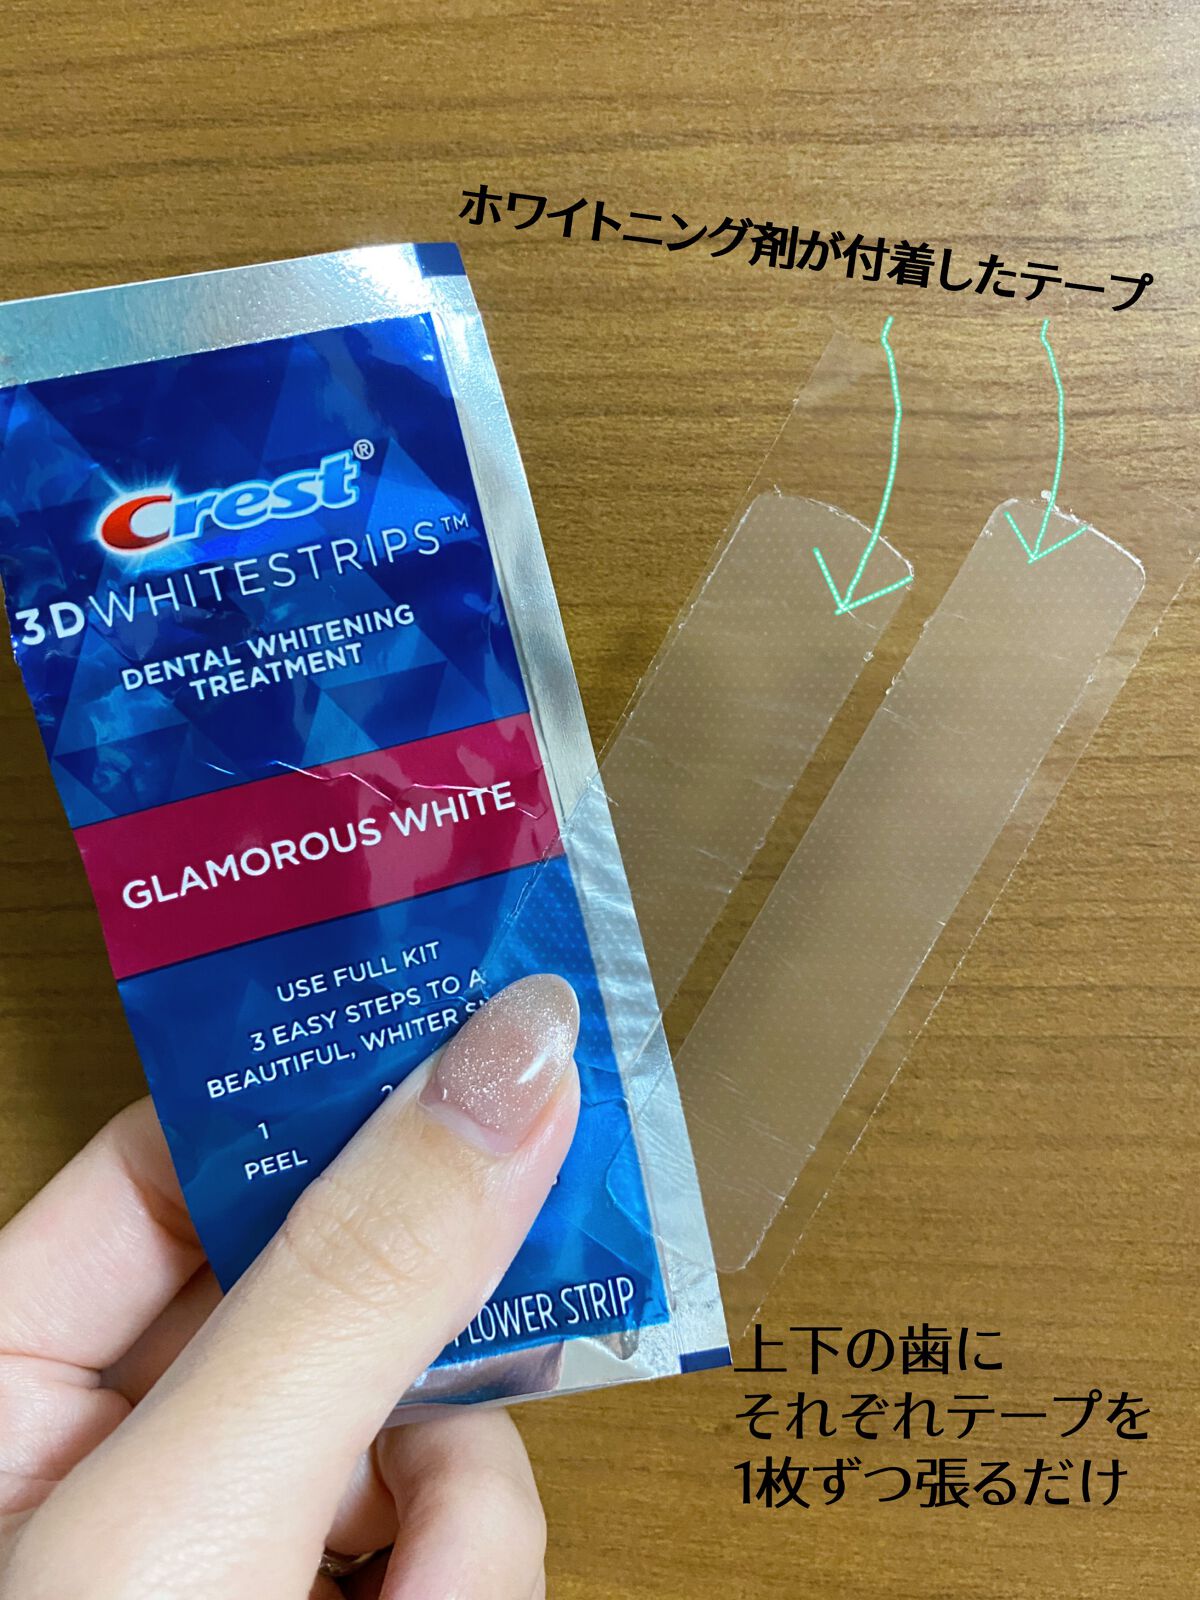 ホワイトニング剤が付着したテープ
Crest®
3DWHITESTRIPS™
DENTAL WHITENING
TREATMENT
GLAMOROUS WHITE
USE FULL KIT
3 EASY STEPS TO A
BEAUTIFUL, WHITER
1
PEEL
LOWER STRIP
上下の歯に
それぞれテープを
1枚ずつ張るだけ